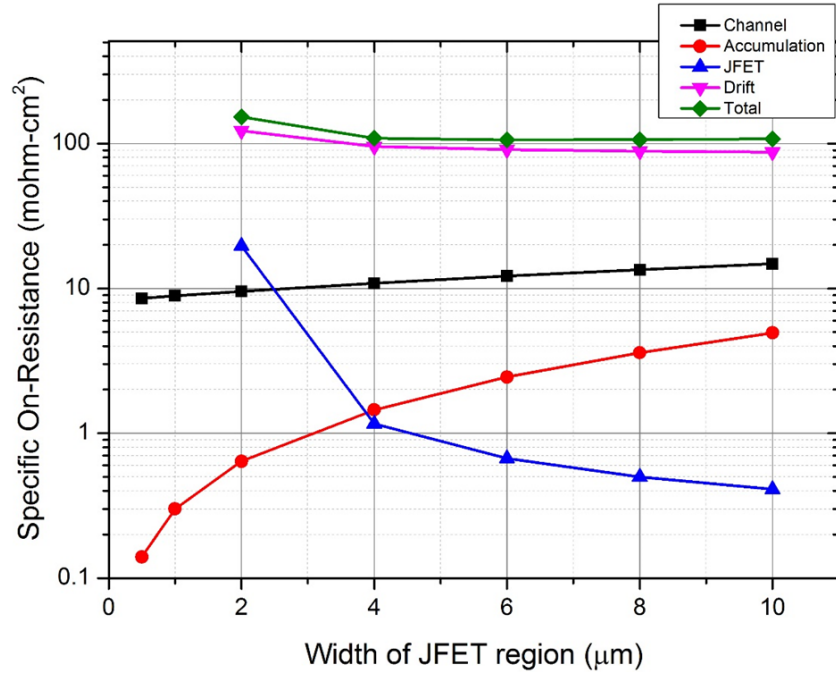 Channel
Accumulation
JFET
Drift
Total
Specific On-Resistance (mohm-cm²)
100
10
1
0.1
0 2 4 6 8 10
Width of JFET region (μm)